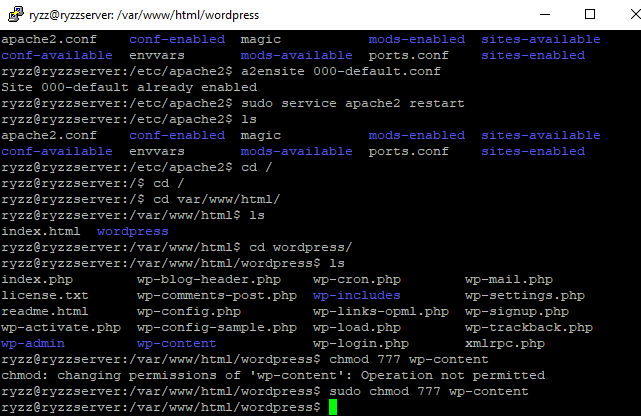 ryzz@ryzzserver: /var/www/html/wordpress
apache2.conf conf-enabled magic mods-enabled sites-available
conf-available envvars mods-available ports.conf sites-enabled
ryzz@ryzzserver:/etc/apache2$ a2ensite 000-default.conf
Site 000-default already enabled
ryzz@ryzzserver:/etc/apache2$ sudo service apache2 restart
ryzz@ryzzserver:/etc/apache2$ ls
apache2.conf conf-enabled magic mods-enabled sites-available
conf-available envvars mods-available ports.conf sites-enabled
ryzz@ryzzserver:/etc/apache2$ cd /
ryzz@ryzzserver:/$ cd /
ryzz@ryzzserver:/$ cd var/www/html/
ryzz@ryzzserver:/var/www/html$ ls
index.html wordpress
ryzz@ryzzserver:/var/www/html$ cd wordpress/
ryzz@ryzzserver:/var/www/html/wordpress$ ls
index.php wp-blog-header.php wp-cron.php wp-mail.php
license.txt wp-comments-post.php wp-includes wp-settings.php
readme.html wp-config.php wp-links-opml.php wp-signup.php
wp-activate.php wp-config-sample.php wp-load.php wp-trackback.php
wp-admin wp-content wp-login.php xmlrpc.php
ryzz@ryzzserver:/var/www/html/wordpress$ chmod 777 wp-content
chmod: changing permissions of 'wp-content': Operation not permitted
ryzz@ryzzserver:/var/www/html/wordpress$ sudo chmod 777 wp-content
ryzz@ryzzserver:/var/www/html/wordpress$